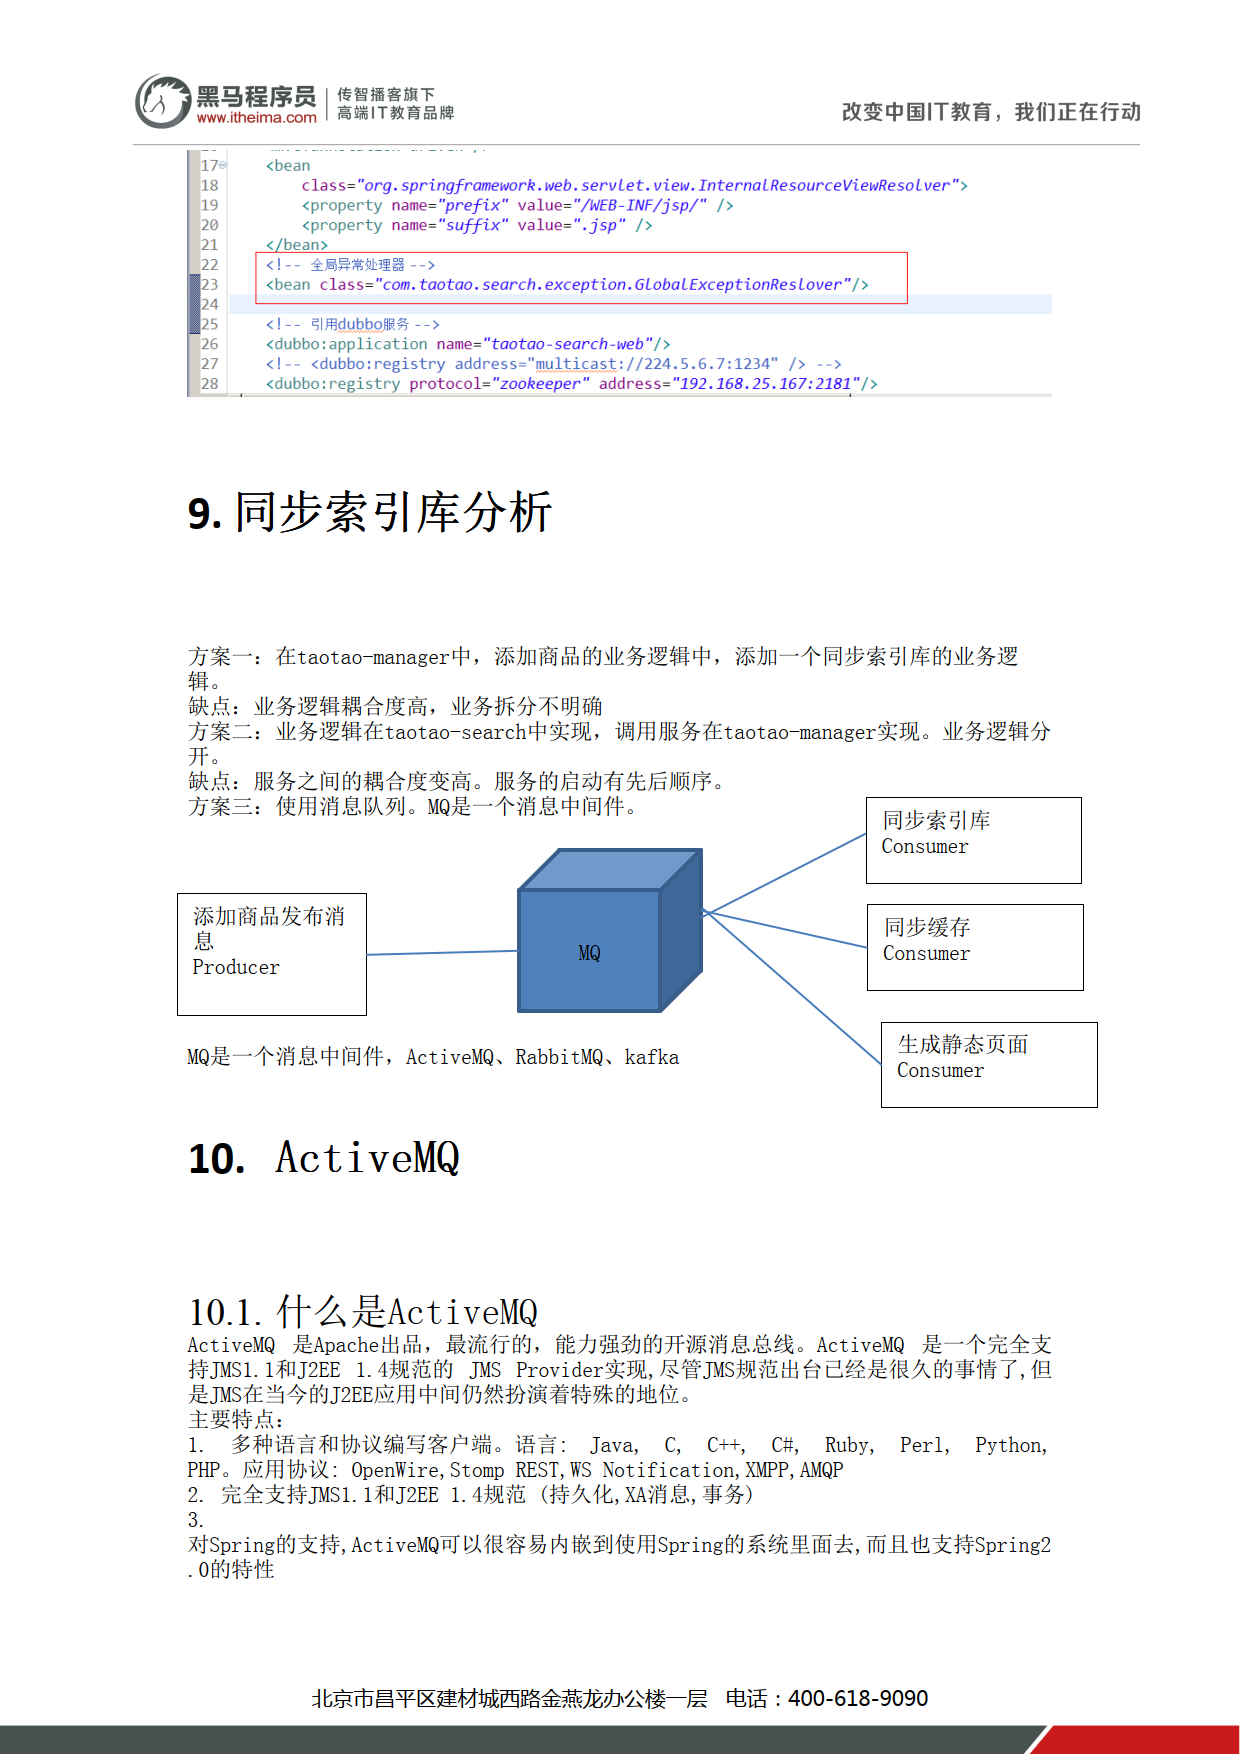 黑马程序员
www.itheima.com
传智播客旗下
高端IT教育品牌
改变中国IT教育，我们正在行动
17 <bean
18 class="org.springframework.web.servlet.view.InternalResourceViewResolver">
19 <property name="prefix" value="/WEB-INF/jsp/" />
20 <property name="suffix" value=".jsp" />
21 </bean>
22 <!-- 全局异常处理器 -->
23 <bean class="com.taotao.search.exception.GlobalExceptionReslover"/>
24
25 <!-- 引用dubbo服务 -->
26 <dubbo:application name="taotao-search-web"/>
27 <!-- <dubbo:registry address="multicast://224.5.6.7:1234" /> -->
28 <dubbo:registry protocol="zookeeper" address="192.168.25.167:2181"/>
9. 同步索引库分析
方案一：在taotao-manager中，添加商品的业务逻辑中，添加一个同步索引库的业务逻
辑。
缺点：业务逻辑耦合度高，业务拆分不明确
方案二：业务逻辑在taotao-search中实现，调用服务在taotao-manager实现。业务逻辑分
开。
缺点：服务之间的耦合度变高。服务的启动有先后顺序。
方案三：使用消息队列。MQ是一个消息中间件。
同步索引库
Consumer
添加商品发布消
息
Producer
MQ
同步缓存
Consumer
生成静态页面
Consumer
MQ是一个消息中间件，ActiveMQ、RabbitMQ、kafka
10. ActiveMQ
10.1. 什么是ActiveMQ
ActiveMQ 是Apache出品，最流行的，能力强劲的开源消息总线。ActiveMQ 是一个完全支
持JMS1.1和J2EE 1.4规范的 JMS Provider实现,尽管JMS规范出台已经是很久的事情了,但
是JMS在当今的J2EE应用中间仍然扮演着特殊的地位。
主要特点：
1. 多种语言和协议编写客户端。语言: Java, C, C++, C#, Ruby, Perl, Python,
PHP。应用协议: OpenWire,Stomp REST,WS Notification,XMPP,AMQP
2. 完全支持JMS1.1和J2EE 1.4规范 (持久化,XA消息,事务)
3.
对Spring的支持,ActiveMQ可以很容易内嵌到使用Spring的系统里面去,而且也支持Spring2
.0的特性
北京市昌平区建材城西路金燕龙办公楼一层 电话：400-618-9090